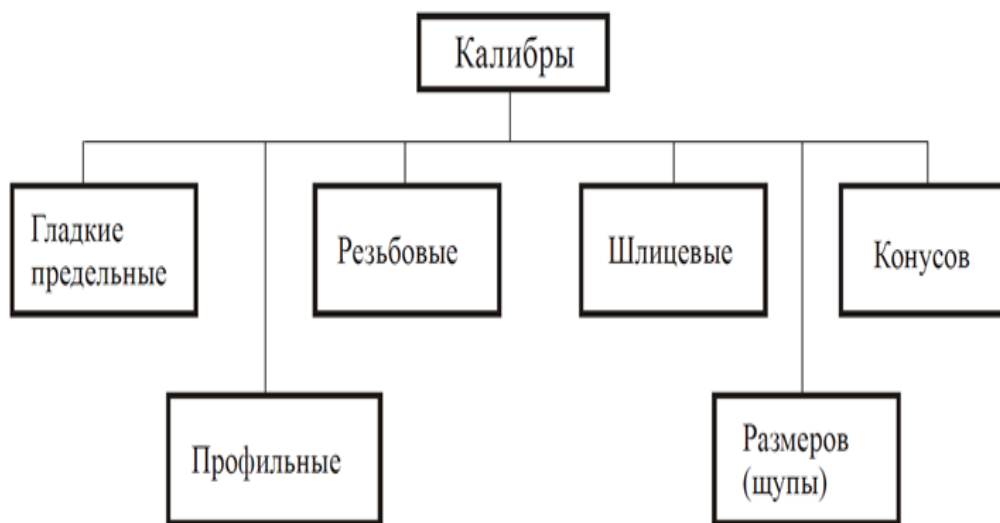 Калибры
Гладкие
предельные
Резьбовые
Шлицевые
Конусов
Профильные
Размеров
(щупы)